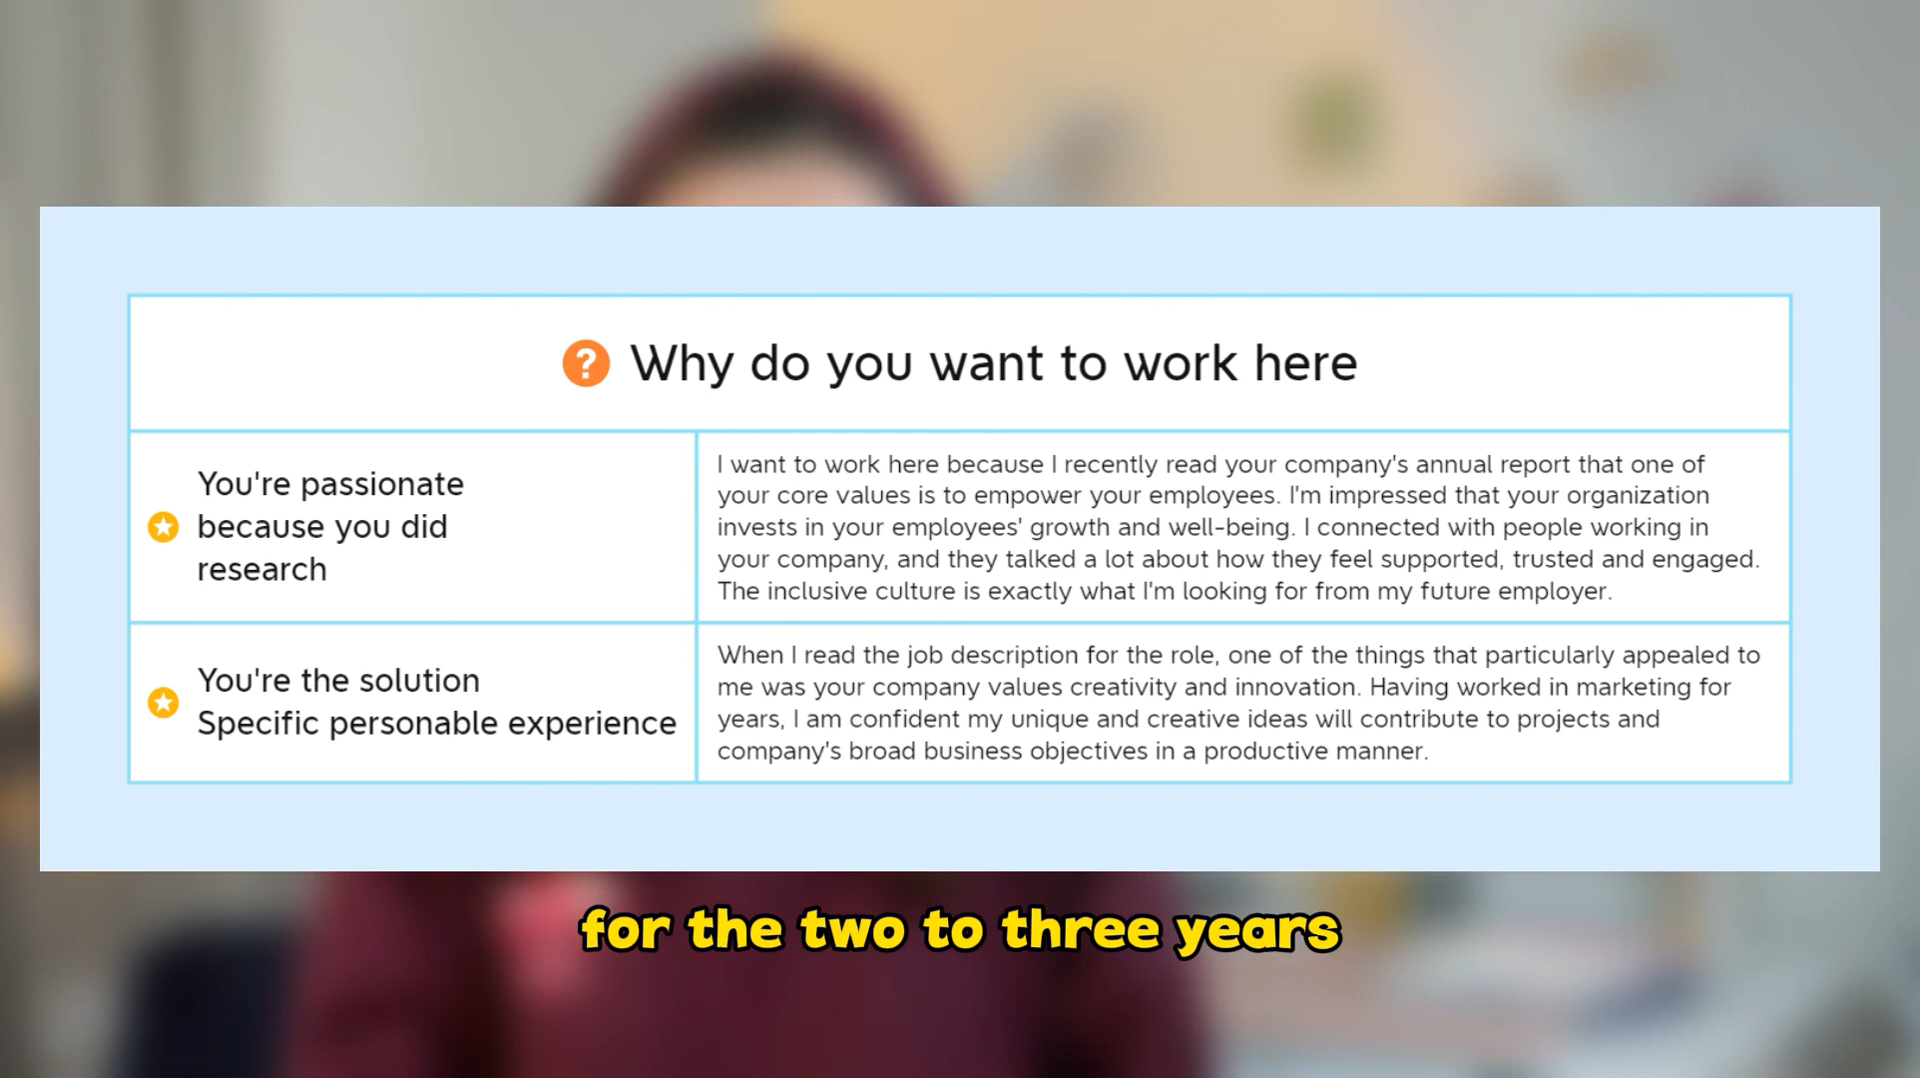 Why do you want to work here
You're passionate
because you did
research
I want to work here because I recently read your company's annual report that one of
your core values is to empower your employees. I'm impressed that your organization
invests in your employees' growth and well-being. I connected with people working in
your company, and they talked a lot about how they feel supported, trusted and engaged.
The inclusive culture is exactly what I'm looking for from my future employer.
You're the solution
Specific personable experience
When I read the job description for the role, one of the things that particularly appealed to
me was your company values creativity and innovation. Having worked in marketing for
years, I am confident my unique and creative ideas will contribute to projects and
company's broad business objectives in a productive manner.
for the two to three years